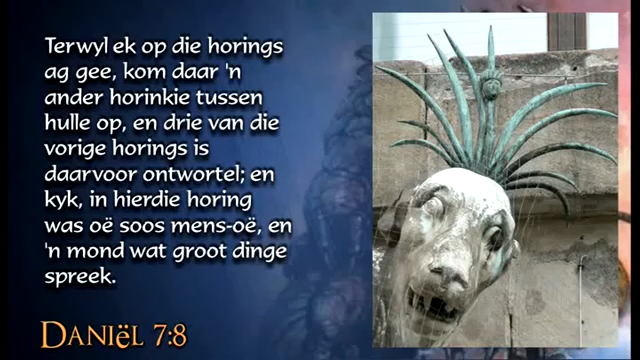 Terwyl ek op die horings
ag gee, kom daar 'n
ander horinkie tussen
hulle op, en drie van die
vorige horings is
daarvoor ontwortel; en
kyk, in hierdie horing
was oë soos mens-oë, en
'n mond wat groot dinge
spreek.
Daniël 7:8